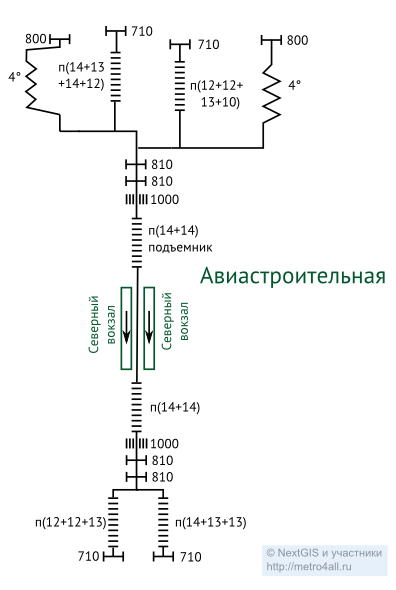 800
710
710
800
4°
п(14+13
+14+12)
п(12+12+
13+10)
4°
810
810
1000
п(14+14)
подъемник
Авиастроительная
Северный
вокзал
Северный
вокзал
п(14+14)
1000
810
810
п(12+12+13)
п(14+13+13)
710
710
© NextGIS и участники
http://metro4all.ru